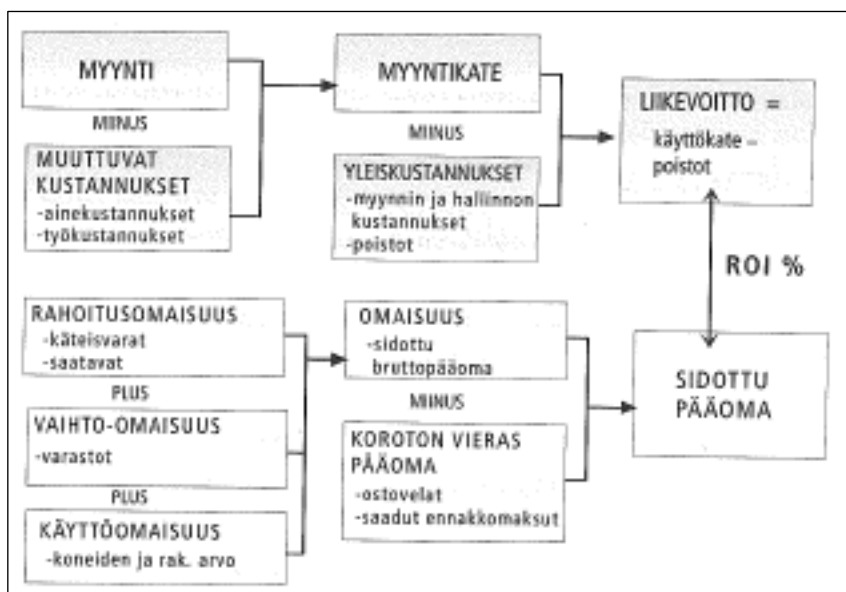 MYYNTI
MIINUS
MUUTTUVAT
KUSTANNUKSET
-ainekustannukset
-työkustannukset
MYYNTIKATE
MIINUS
YLEISKUSTANNUKSET
-myynnin ja hallinnon
kustannukset
-poistot
LIIKEVOITTO =
käyttökate –
poistot
ROI %
RAHOITUSOMAISUUS
-käteisvarat
-saatavat
PLUS
VAIHTO-OMAISUUS
-varastot
PLUS
KÄYTTÖOMAISUUS
-koneiden ja rak. arvo
OMAISUUS
-sidottu
bruttopääoma
MIINUS
KOROTON VIERAS
PÄÄOMA
-ostovelat
-saadut ennakkomaksut
SIDOTTU
PÄÄOMA